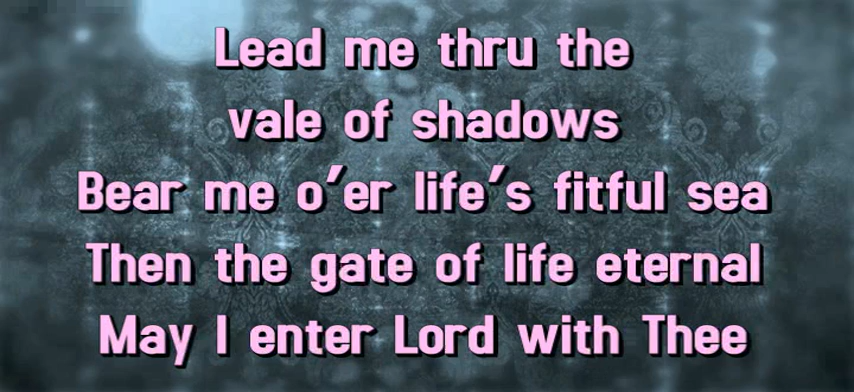 Lead me thru the
vale of shadows
Bear me o'er life's fitful sea
Then the gate of life eternal
May I enter Lord with Thee